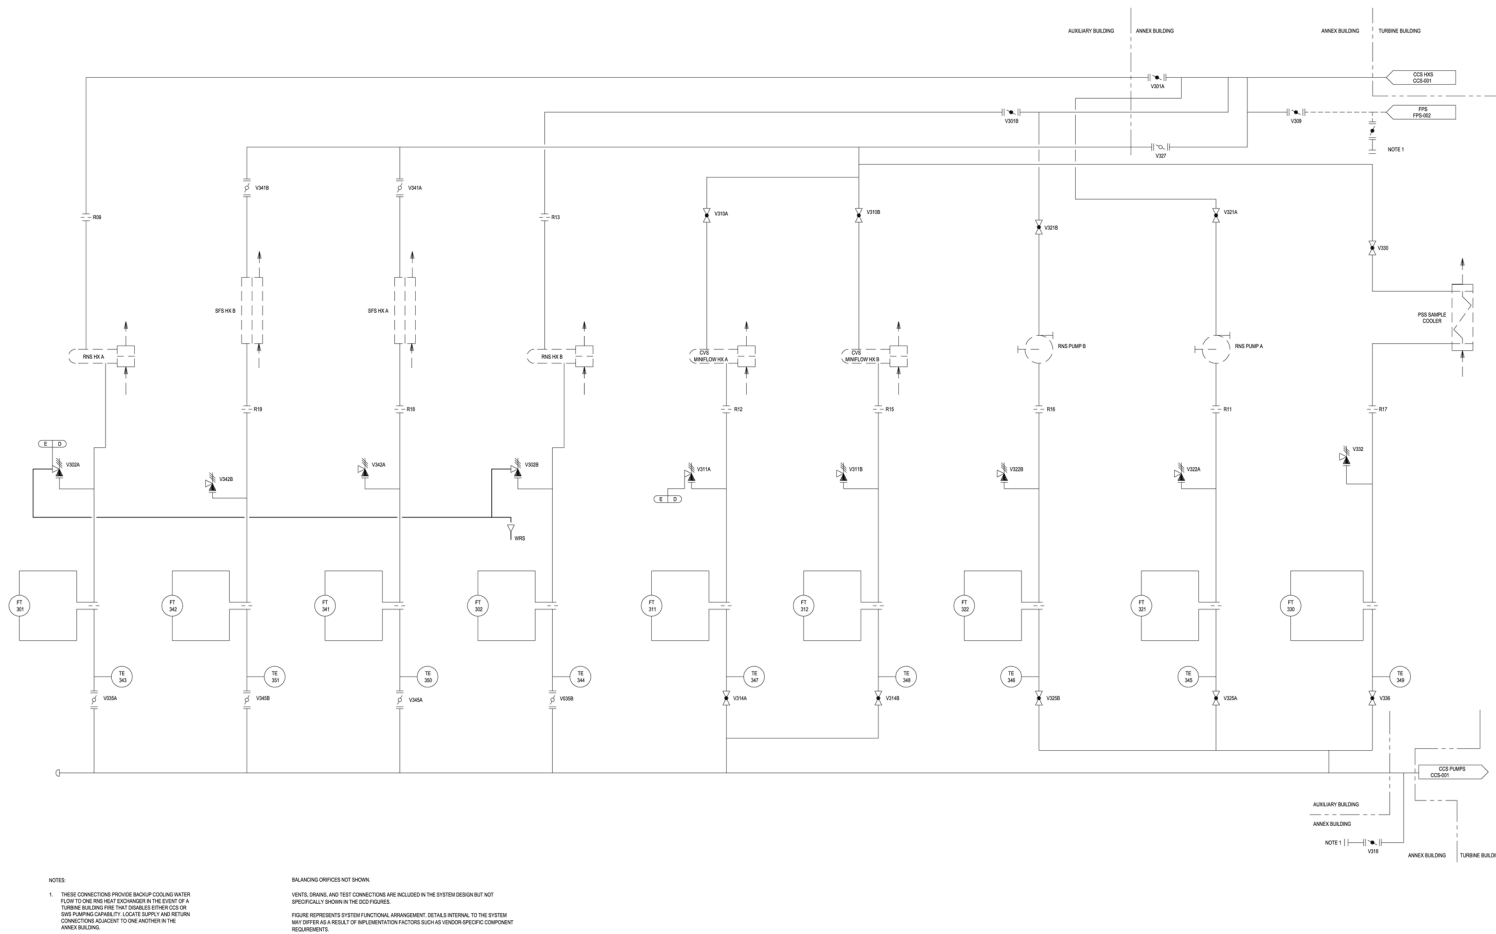 AUXILIARY BUILDING
ANNEX BUILDING
ANNEX BUILDING
TURBINE BUILDING
CCS HXS
CCS-001
V301A
FPS
FPS-002
V301B
V309
NOTE 1
V327
V341B
V341A
R09
R13
V310A
V310B
V321B
V321A
V330
SFS HX B
SFS HX A
PSS SAMPLE
COOLER
RNS HX A
RNS HX B
CVS
MINIFLOW HX A
CVS
MINIFLOW HX B
RNS PUMP B
RNS PUMP A
R19
R18
R12
R15
R16
R11
R17
E D
V302A
V342B
V342A
V302B
V311A
E D
V311B
V322B
V322A
V332
WRS
FT
301
FT
342
FT
341
FT
302
FT
311
FT
312
FT
322
FT
321
FT
330
TE
343
TE
351
TE
350
TE
344
TE
347
TE
348
TE
346
TE
345
TE
349
V035A
V345B
V345A
V035B
V314A
V314B
V325B
V325A
V336
CCS PUMPS
CCS-001
AUXILIARY BUILDING
ANNEX BUILDING
NOTE 1
V318
ANNEX BUILDING
TURBINE BUILDI
NOTES:
1. THESE CONNECTIONS PROVIDE BACKUP COOLING WATER
FLOW TO ONE RNS HEAT EXCHANGER IN THE EVENT OF A
TURBINE BUILDING FIRE THAT DISABLES EITHER CCS OR
SWS PUMPING CAPABILITY. LOCATE SUPPLY AND RETURN
CONNECTIONS ADJACENT TO ONE ANOTHER IN THE
ANNEX BUILDING.
BALANCING ORIFICES NOT SHOWN.
VENTS, DRAINS, AND TEST CONNECTIONS ARE INCLUDED IN THE SYSTEM DESIGN BUT NOT
SPECIFICALLY SHOWN IN THE DCD FIGURES.
FIGURE REPRESENTS SYSTEM FUNCTIONAL ARRANGEMENT. DETAILS INTERNAL TO THE SYSTEM
MAY DIFFER AS A RESULT OF IMPLEMENTATION FACTORS SUCH AS VENDOR-SPECIFIC COMPONENT
REQUIREMENTS.